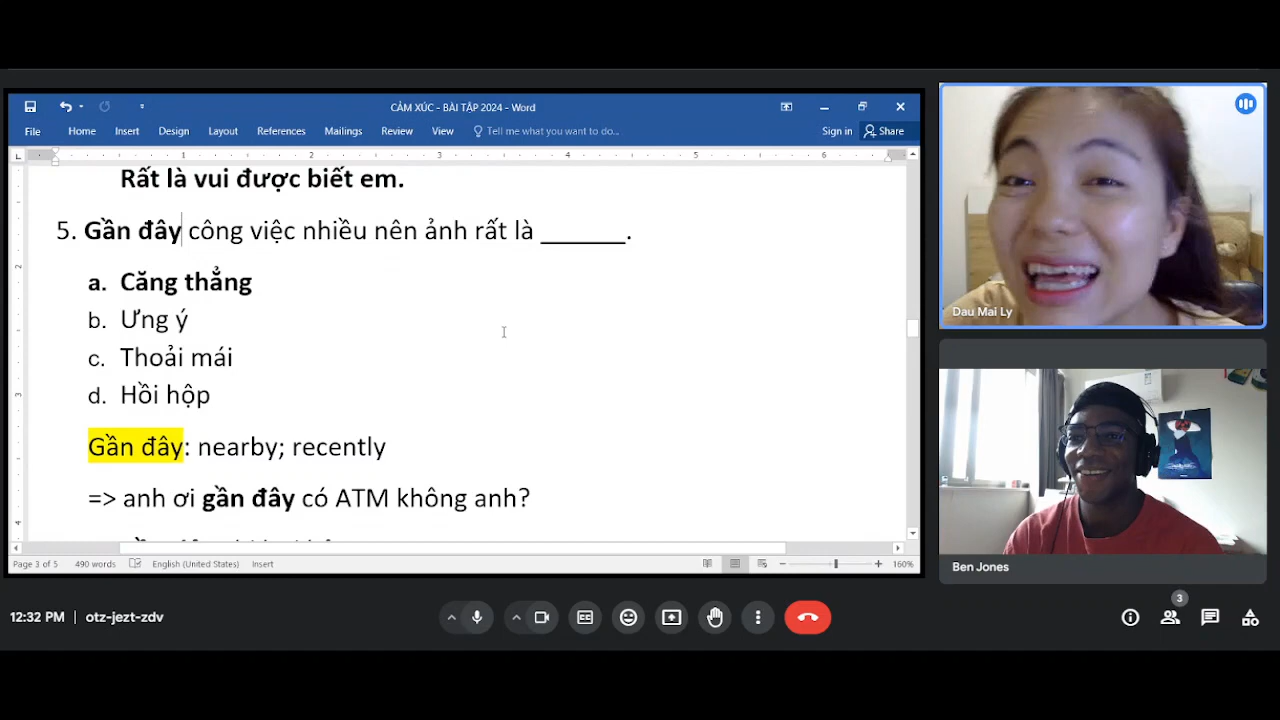 CẢM XÚC - BÀI TẬP 2024 - Word
File Home Insert Design Layout References Mailings Review View Tell me what you want to do... Sign in Share
Rất là vui được biết em.
5. Gần đây công việc nhiều nên ảnh rất là ______.
a. Căng thẳng
b. Ưng ý
c. Thoải mái
d. Hồi hộp
Gần đây: nearby; recently
=> anh ơi gần đây có ATM không anh?
Page 3 of 5 490 words English (United States) Insert 160%
Dau Mai Ly
Ben Jones
12:32 PM | otz-jezt-zdv
3